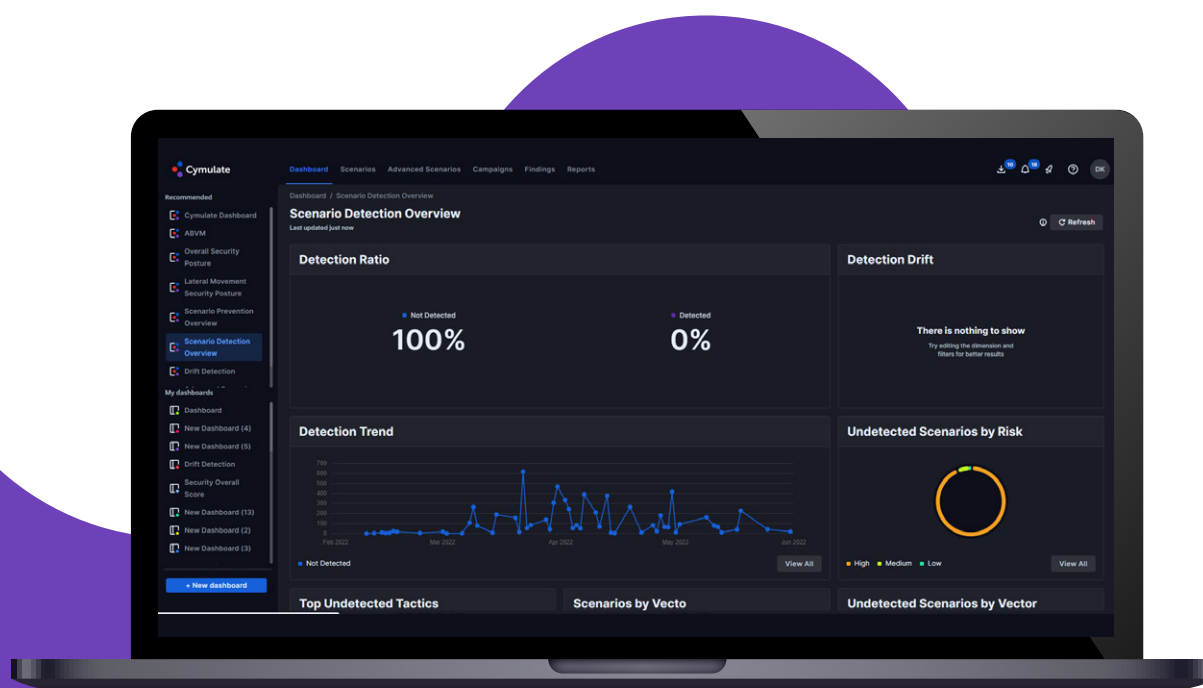 Cymulate
Dashboard Scenarios Advanced Scenarios Campaigns Findings Reports
10 18 DK
Recommended
Cymulate Dashboard
ABVM
Overall Security
Posture
Lateral Movement
Security Posture
Scenario Prevention
Overview
Scenario Detection
Overview
Drift Detection
My dashboards
Dashboard
New Dashboard (4)
New Dashboard (5)
Drift Detection
Security Overall
Score
New Dashboard (13)
New Dashboard (2)
New Dashboard (3)
+ New dashboard
Dashboard / Scenario Detection Overview
Scenario Detection Overview
Last updated just now
Refresh
Detection Ratio
Not Detected
100%
Detected
0%
Detection Drift
There is nothing to show
Try editing the dimension and
filters for better results
Detection Trend
700
600
500
400
300
200
100
0
Feb 2022 Mar 2022 Apr 2022 May 2022 Jun 2022
Not Detected
View All
Undetected Scenarios by Risk
High Medium Low
View All
Top Undetected Tactics
Scenarios by Vecto
Undetected Scenarios by Vector